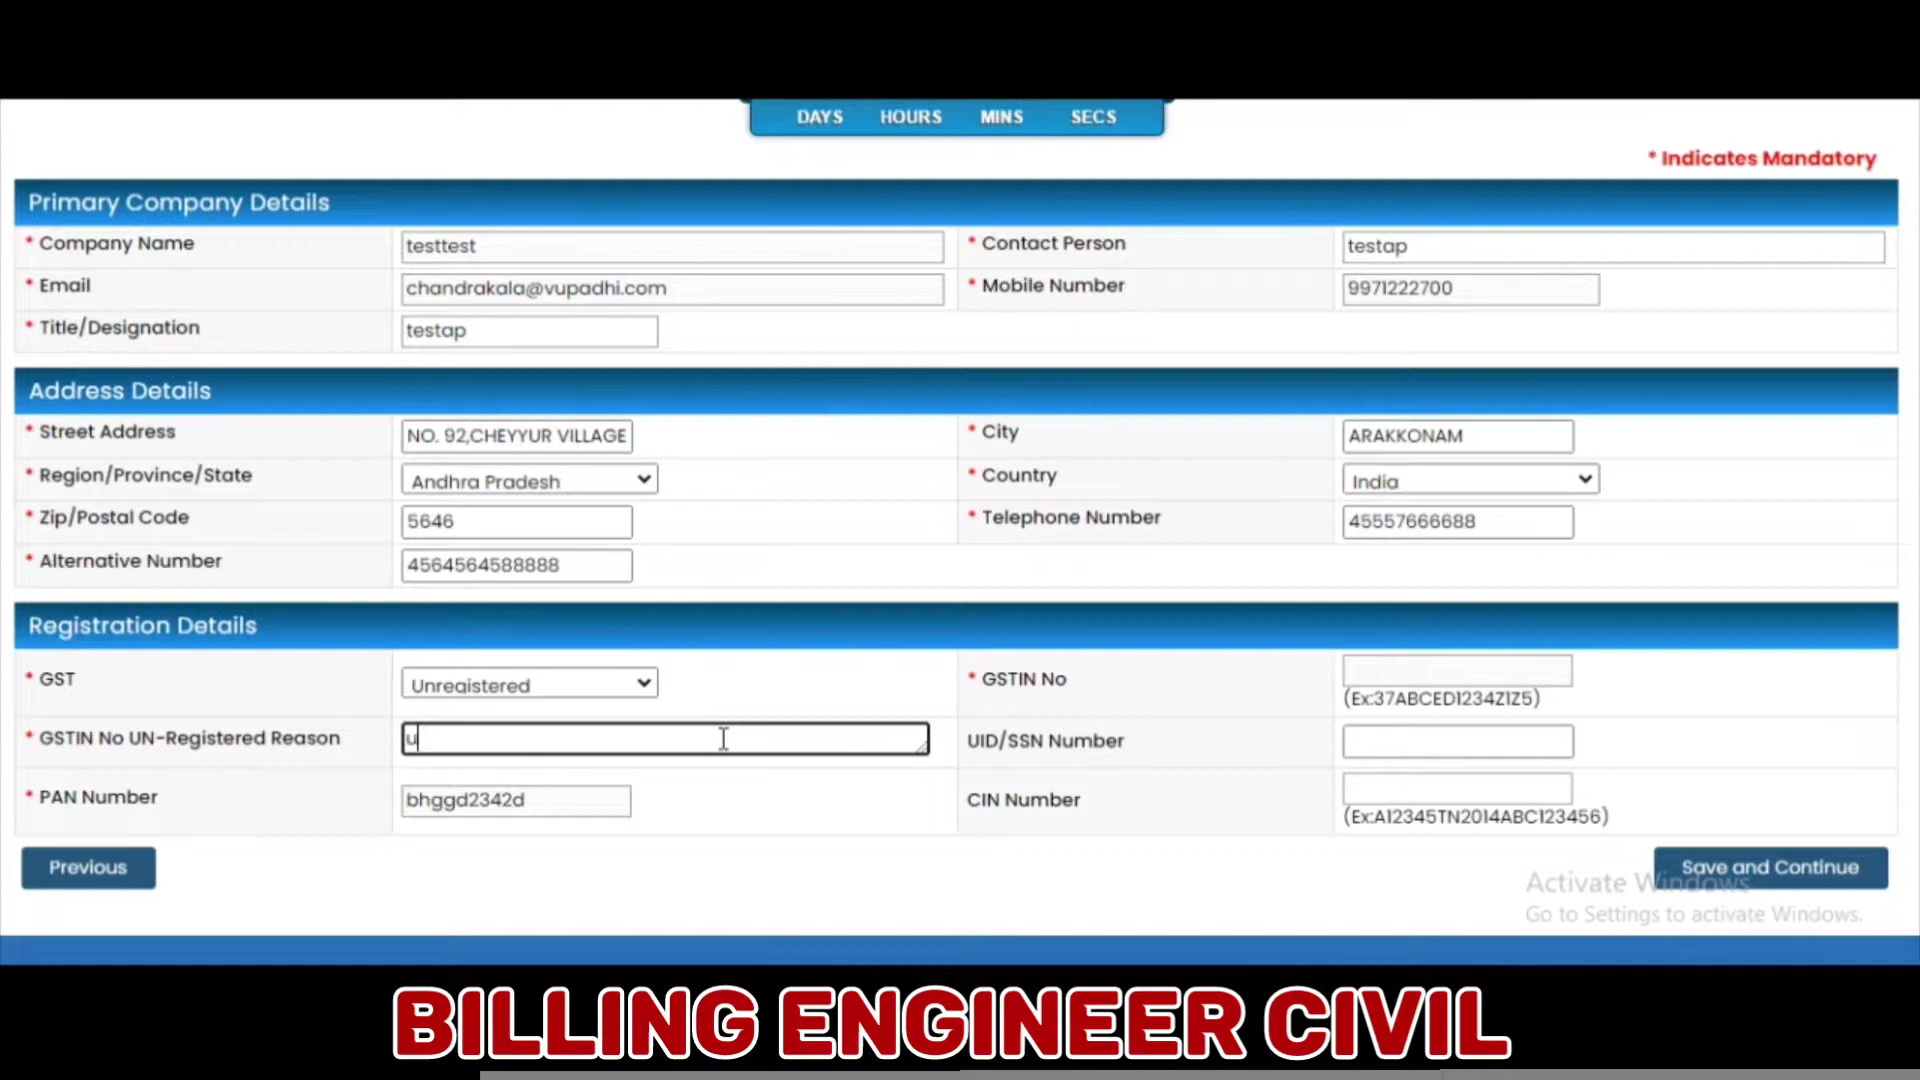 DAYS HOURS MINS SECS
* Indicates Mandatory
Primary Company Details
* Company Name testtest * Contact Person testap
* Email chandrakala@vupadhi.com * Mobile Number 9971222700
* Title/Designation testap
Address Details
* Street Address NO. 92,CHEYYUR VILLAGE * City ARAKKONAM
* Region/Province/State Andhra Pradesh * Country India
* Zip/Postal Code 5646 * Telephone Number 45557666688
* Alternative Number 4564564588888
Registration Details
* GST Unregistered * GSTIN No
(Ex:37ABCED1234Z1Z5)
* GSTIN No UN-Registered Reason u UID/SSN Number
* PAN Number bhggd2342d CIN Number
(Ex:A12345TN2014ABC123456)
Previous Save and Continue
Activate Windows
Go to Settings to activate Windows.
BILLING ENGINEER CIVIL